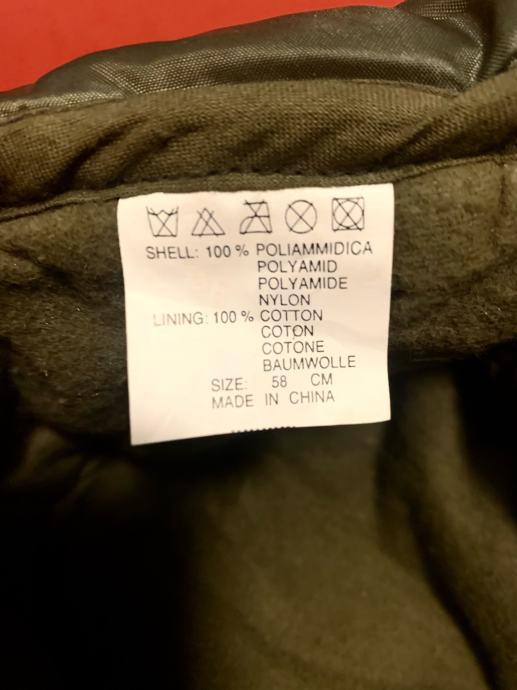 SHELL: 100 % POLIAMMIDICA
POLYAMID
POLYAMIDE
NYLON
LINING: 100 % COTTON
COTON
COTONE
BAUMWOLLE
SIZE: 58 CM
MADE IN CHINA